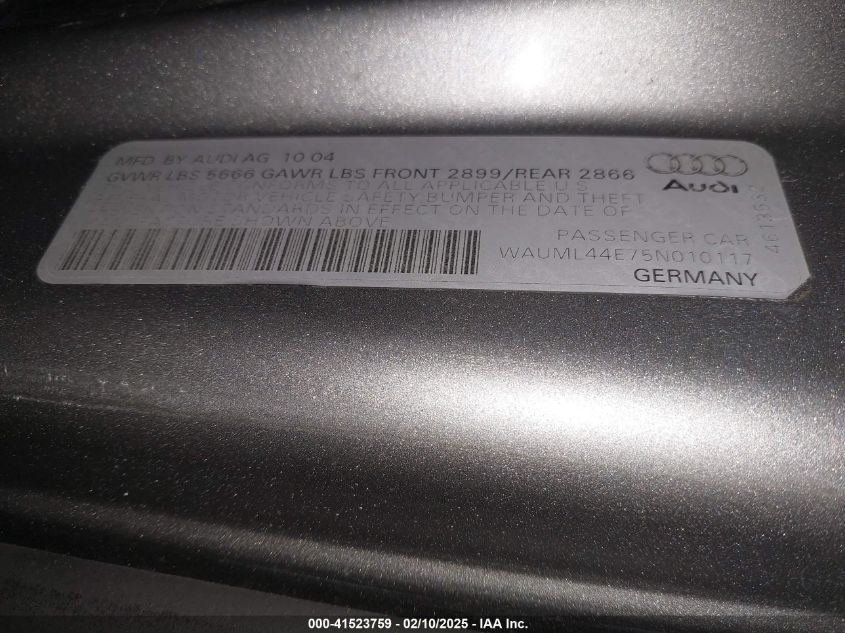 MFD. BY AUDI AG 10 04
GVWR LBS 5666 GAWR LBS FRONT 2899/REAR 2866
CONFORMS TO ALL APPLICABLE U S
VEHICLE SAFETY BUMPER AND THEFT
STANDARDS IN EFFECT ON THE DATE OF
SHOWN ABOVE
Audi
4613652
PASSENGER CAR
WAUML44E75N010117
GERMANY
000-41523759 - 02/10/2025 - IAA Inc.